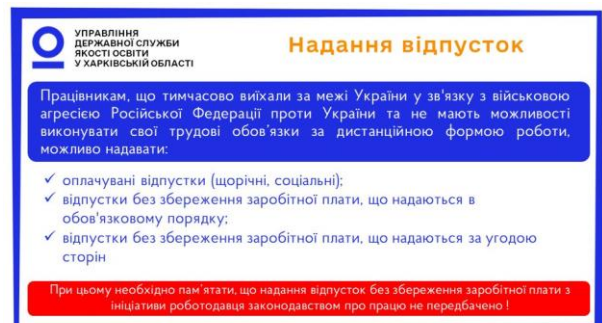 УПРАВЛІННЯ
ДЕРЖАВНОЇ СЛУЖБИ
ЯКОСТІ ОСВІТИ
У ХАРКІВСЬКІЙ ОБЛАСТІ
Надання відпусток
Працівникам, що тимчасово виїхали за межі України у зв'язку з військовою
агресією Російської Федерації проти України та не мають можливості
виконувати свої трудові обов'язки за дистанційною формою роботи,
можливо надавати:
✓ оплачувані відпустки (щорічні, соціальні);
✓ відпустки без збереження заробітної плати, що надаються в
обов'язковому порядку;
✓ відпустки без збереження заробітної плати, що надаються за угодою
сторін
При цьому необхідно пам'ятати, що надання відпусток без збереження заробітної плати з
ініціативи роботодавця законодавством про працю не передбачено !